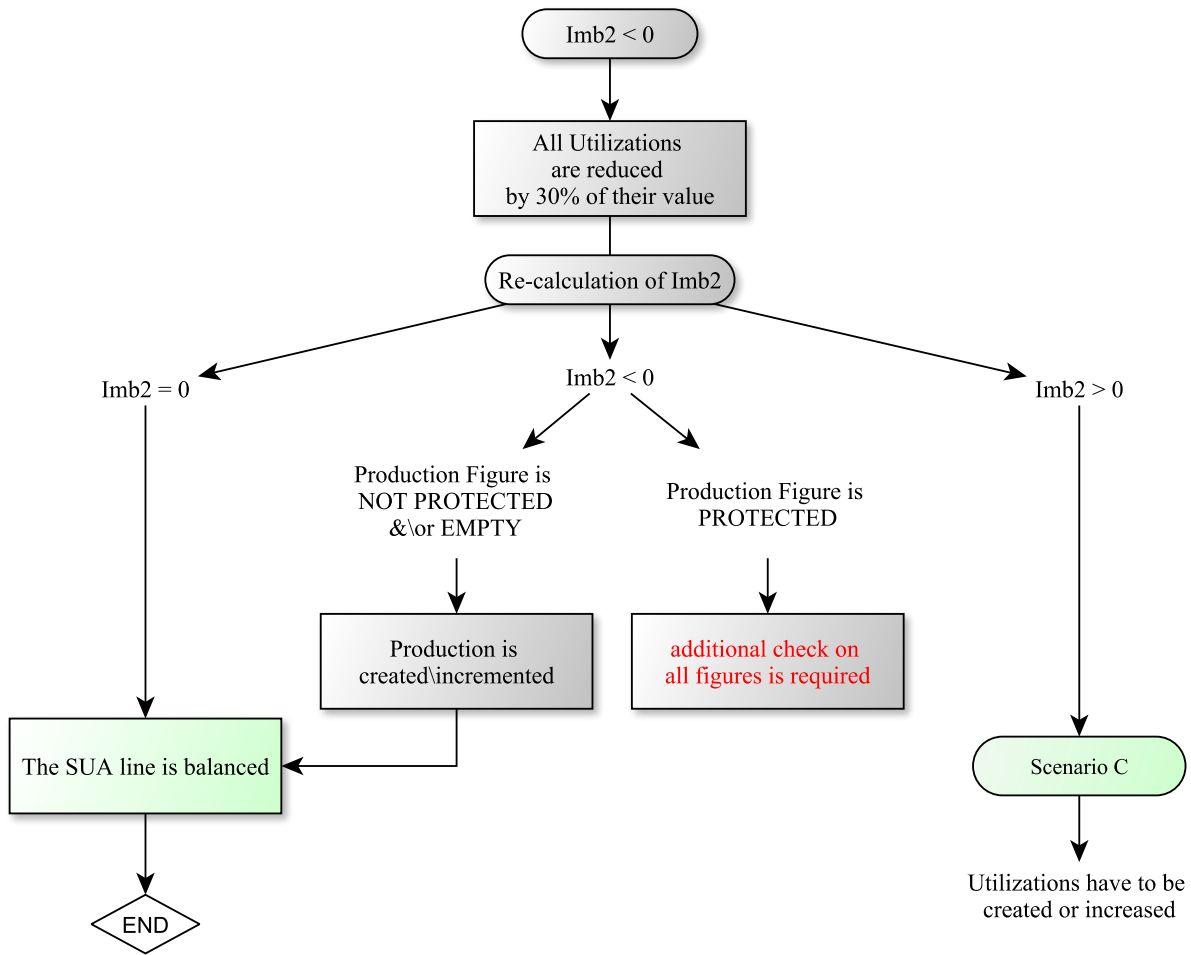 Imb2 < 0
All Utilizations
are reduced
by 30% of their value
Re-calculation of Imb2
Imb2 = 0
Imb2 < 0
Imb2 > 0
Production Figure is
NOT PROTECTED
&\or EMPTY
Production Figure is
PROTECTED
Production is
created\incremented
additional check on
all figures is required
The SUA line is balanced
Scenario C
END
Utilizations have to be
created or increased